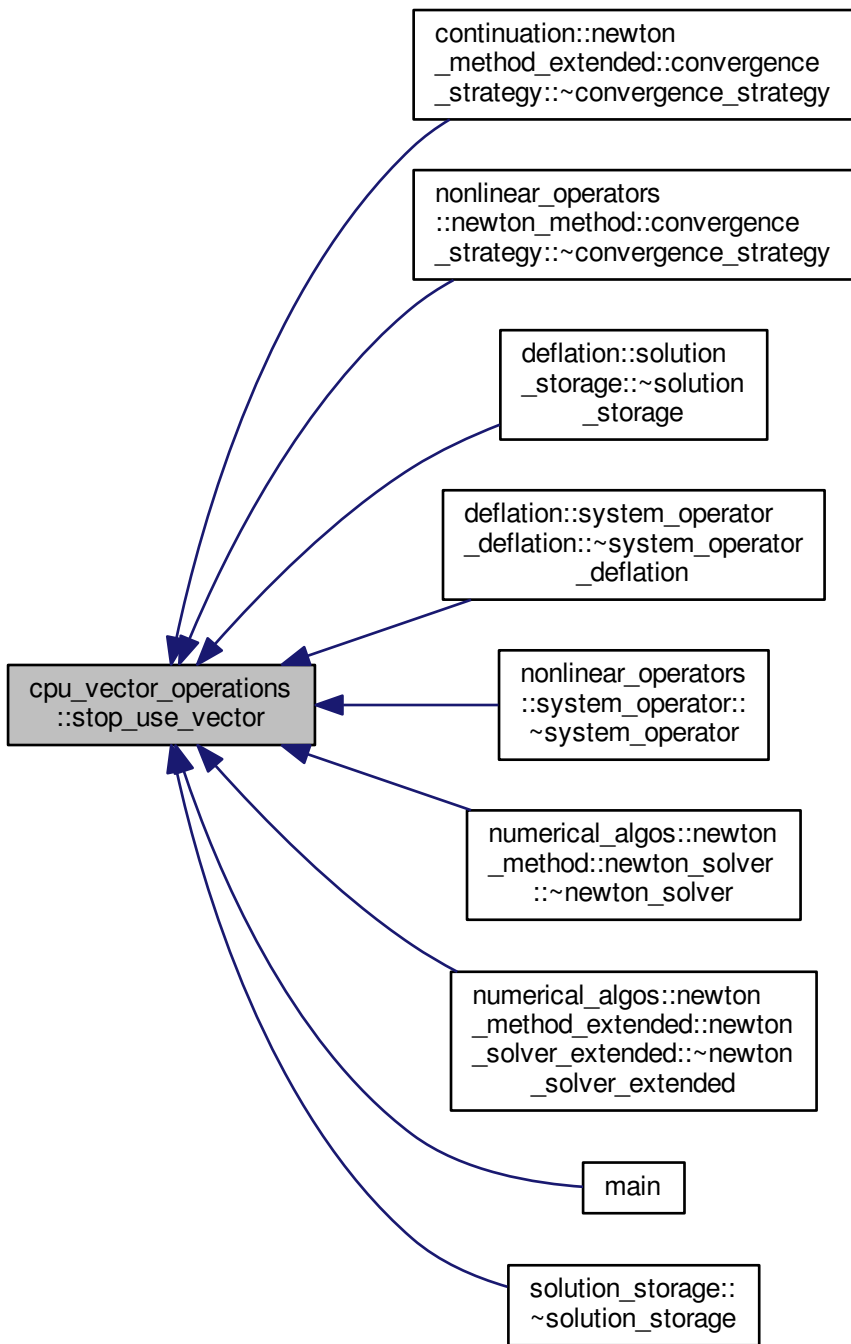 continuation::newton
_method_extended::convergence
_strategy::~convergence_strategy
nonlinear_operators
::newton_method::convergence
_strategy::~convergence_strategy
deflation::solution
_storage::~solution
_storage
deflation::system_operator
_deflation::~system_operator
_deflation
cpu_vector_operations
::stop_use_vector
nonlinear_operators
::system_operator::
~system_operator
numerical_algos::newton
_method::newton_solver
::~newton_solver
numerical_algos::newton
_method_extended::newton
_solver_extended::~newton
_solver_extended
main
solution_storage::
~solution_storage